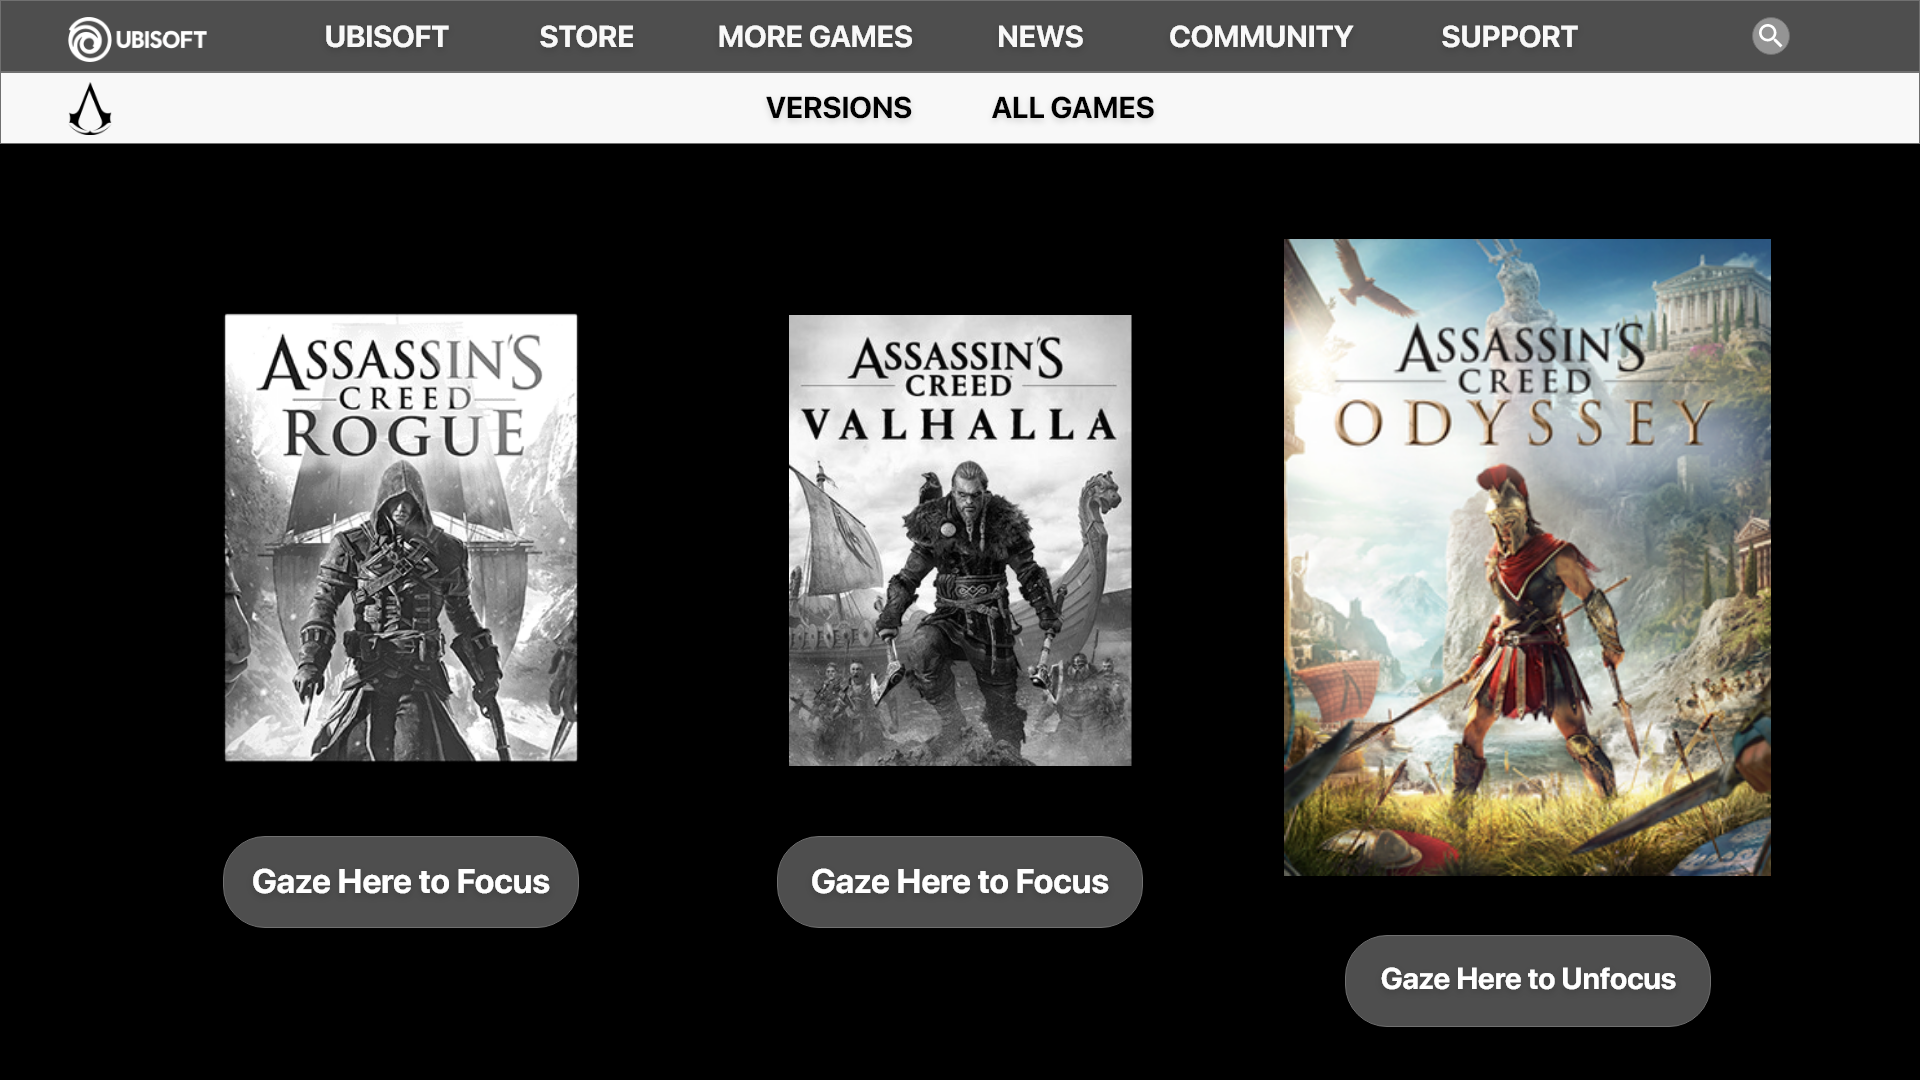 UBISOFT
UBISOFT
STORE
MORE GAMES
NEWS
COMMUNITY
SUPPORT
VERSIONS
ALL GAMES
ASSASSIN'S
CREED
ROGUE
ASSASSIN'S
CREED
VALHALLA
ASSASSIN'S
CREED
ODYSSEY
Gaze Here to Focus
Gaze Here to Focus
Gaze Here to Unfocus